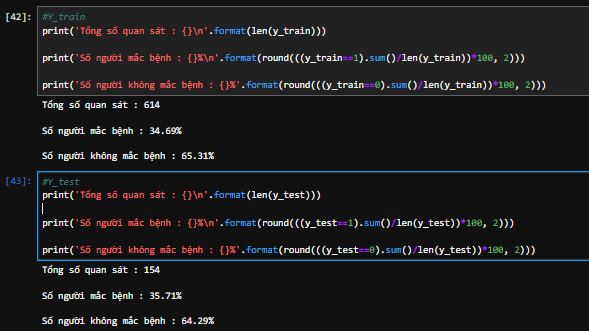 [42]: #Y_train
print('Tổng số quan sát : {}\n'.format(len(y_train)))
print('Số người mắc bệnh : {}%\n'.format(round(((y_train==1).sum()/len(y_train))*100, 2)))
print('Số người không mắc bệnh : {}%'.format(round(((y_train==0).sum()/len(y_train))*100, 2)))
Tổng số quan sát : 614
Số người mắc bệnh : 34.69%
Số người không mắc bệnh : 65.31%
[43]: #Y_test
print('Tổng số quan sát : {}\n'.format(len(y_test)))
print('Số người mắc bệnh : {}%\n'.format(round(((y_test==1).sum()/len(y_test))*100, 2)))
print('Số người không mắc bệnh : {}%'.format(round(((y_test==0).sum()/len(y_test))*100, 2)))
Tổng số quan sát : 154
Số người mắc bệnh : 35.71%
Số người không mắc bệnh : 64.29%